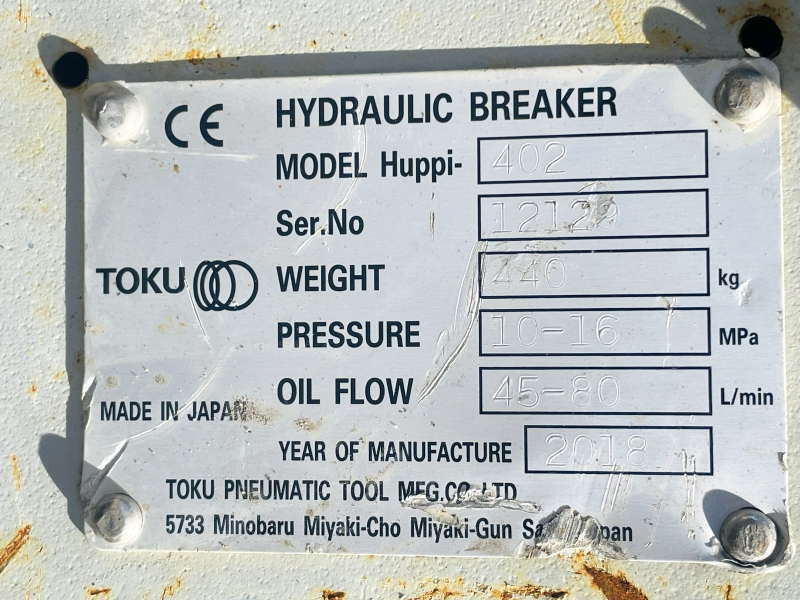 CE HYDRAULIC BREAKER
MODEL Huppi- 402
Ser.No 12129
TOKU WEIGHT 440 kg
PRESSURE 10-16 MPa
OIL FLOW 45-80 L/min
MADE IN JAPAN
YEAR OF MANUFACTURE 2018
TOKU PNEUMATIC TOOL MFG.CO.LTD
5733 Minobaru Miyaki-Cho Miyaki-Gun